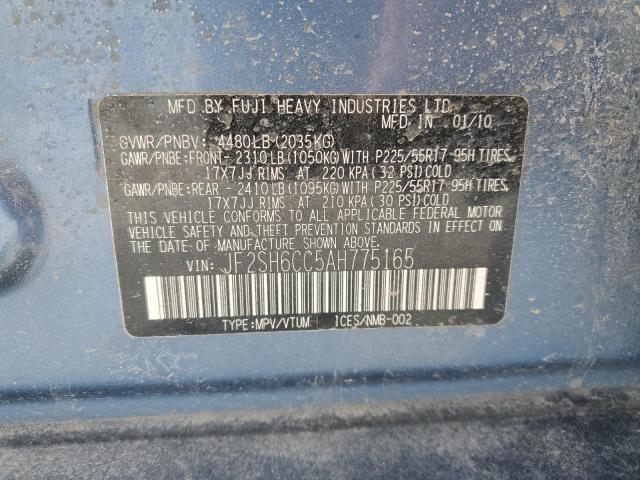 MFD BY FUJI HEAVY INDUSTRIES LTD.
MFD IN 01/10
GVWR/PNBV: 4480LB(2035KG)
GAWR/PNBE:FRONT- 2310LB(1050KG)WITH P225/55R17 95H TIRES,
17X7JJ RIMS AT 220 KPA(32 PSI)COLD
GAWR/PNBE:REAR - 2410LB(1095KG)WITH P225/55R17 95H TIRES,
17X7JJ RIMS AT 210 KPA(30 PSI)COLD
THIS VEHICLE CONFORMS TO ALL APPLICABLE FEDERAL MOTOR
VEHICLE SAFETY AND THEFT PREVENTION STANDARDS
IN EFFECT ON THE DATE OF MANUFACTURE SHOWN ABOVE.
VIN: JF2SH6CC5AH775165
TYPE:MPV/VTUM ICES/NMB-002